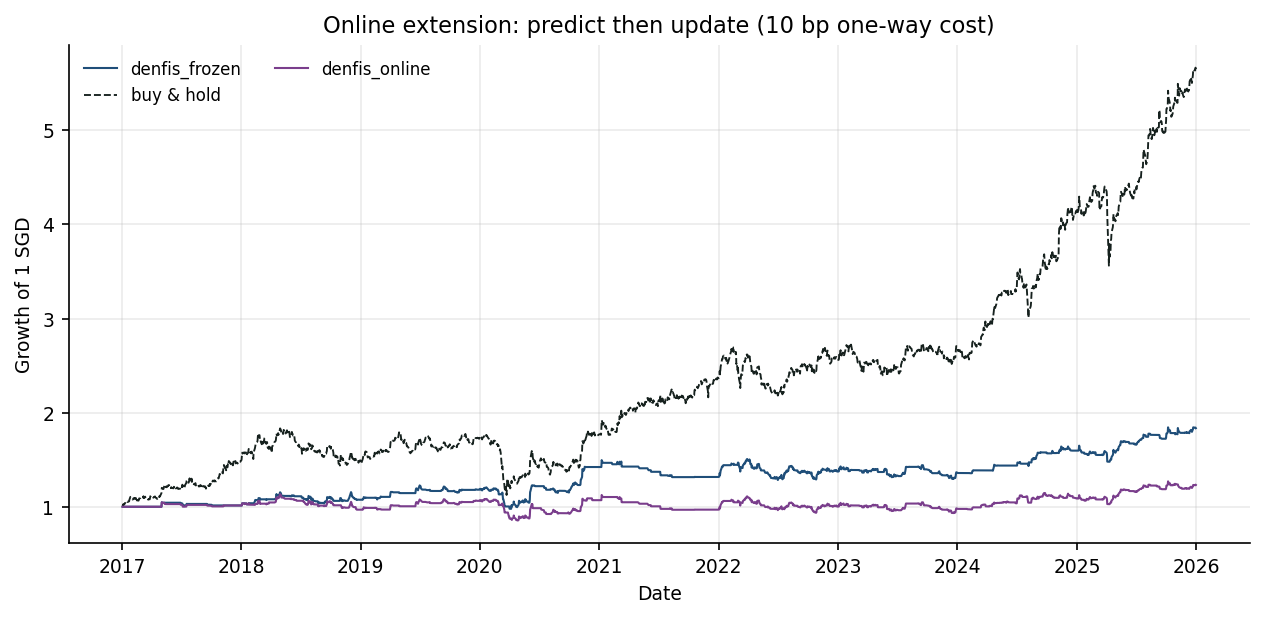 Online extension: predict then update (10 bp one-way cost)
denfis_frozen
buy & hold
denfis_online
Growth of 1 SGD
5
4
3
2
1
2017 2018 2019 2020 2021 2022 2023 2024 2025 2026
Date